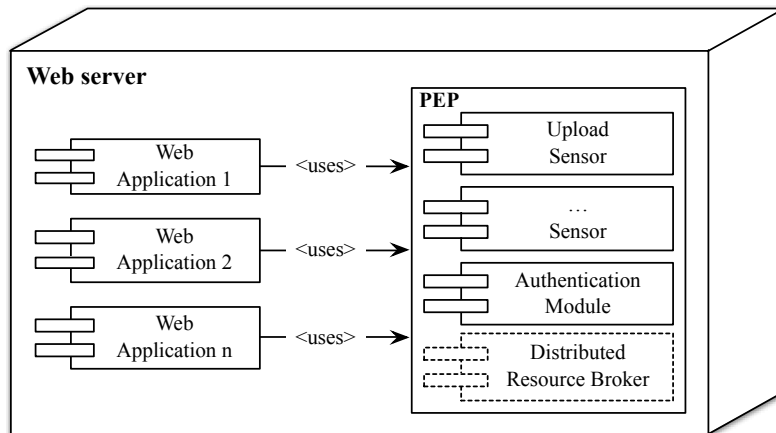 Web server
PEP
Web
Application 1
<uses>
Upload
Sensor
Web
Application 2
<uses>
…
Sensor
Authentication
Module
Web
Application n
<uses>
Distributed
Resource Broker